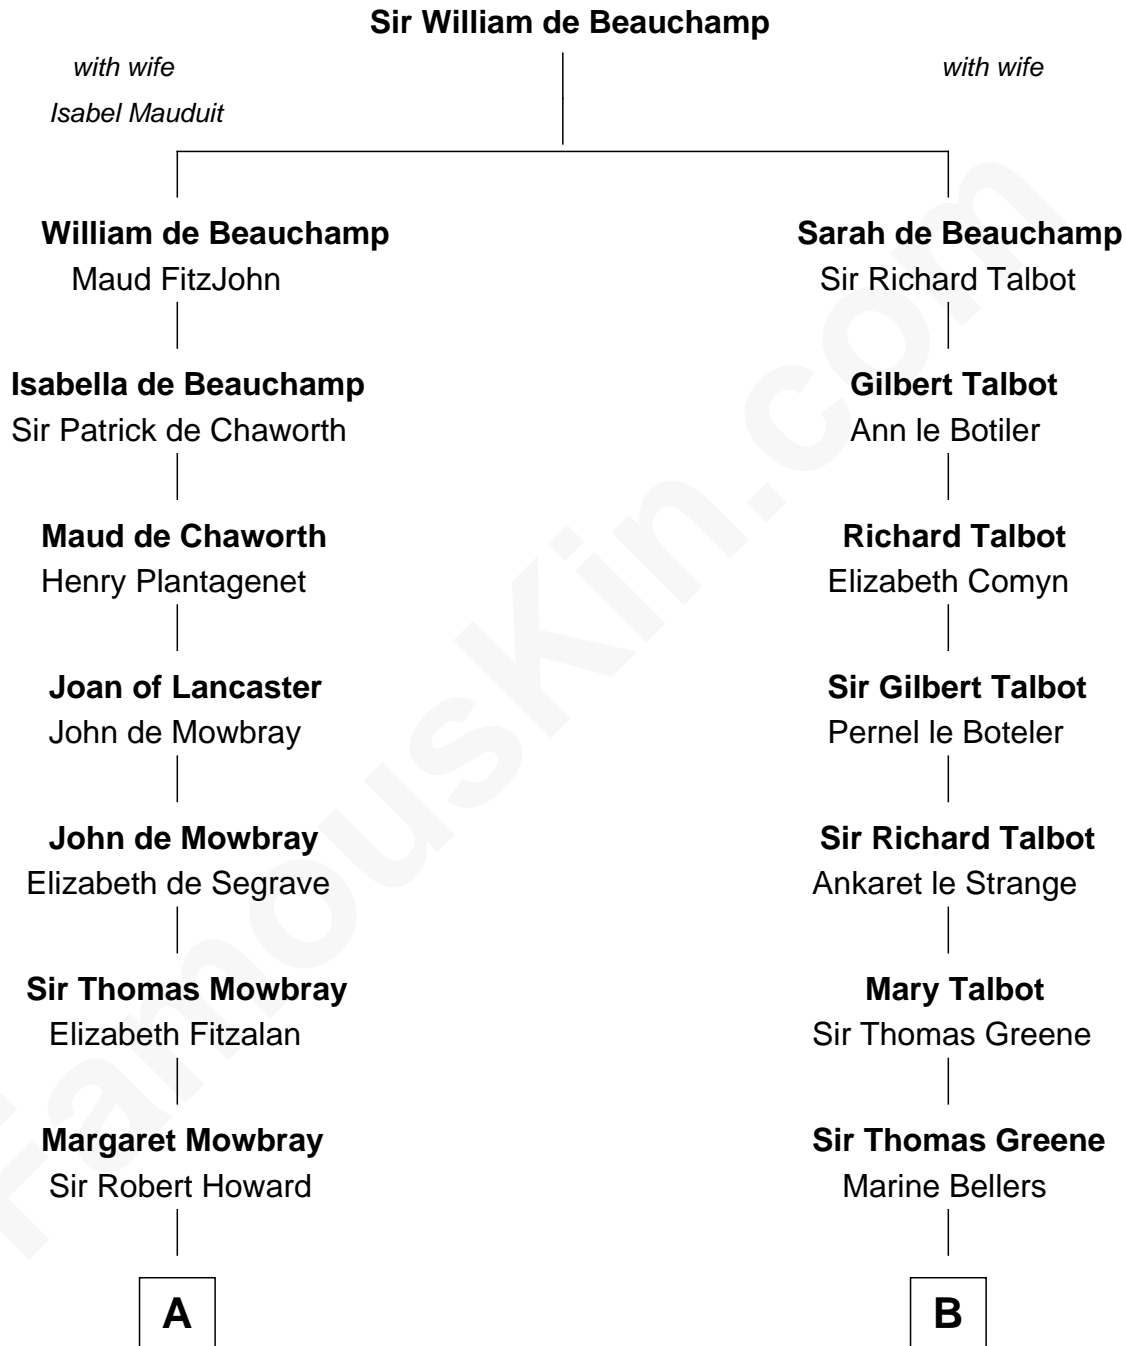 Sir William de Beauchamp
with wife
Isabel Mauduit
with wife
William de Beauchamp
Maud FitzJohn
Isabella de Beauchamp
Sir Patrick de Chaworth
Maud de Chaworth
Henry Plantagenet
Joan of Lancaster
John de Mowbray
John de Mowbray
Elizabeth de Segrave
Sir Thomas Mowbray
Elizabeth Fitzalan
Margaret Mowbray
Sir Robert Howard
A
Sarah de Beauchamp
Sir Richard Talbot
Gilbert Talbot
Ann le Botiler
Richard Talbot
Elizabeth Comyn
Sir Gilbert Talbot
Pernel le Boteler
Sir Richard Talbot
Ankaret le Strange
Mary Talbot
Sir Thomas Greene
Sir Thomas Greene
Marine Bellers
B
FamousKin.com